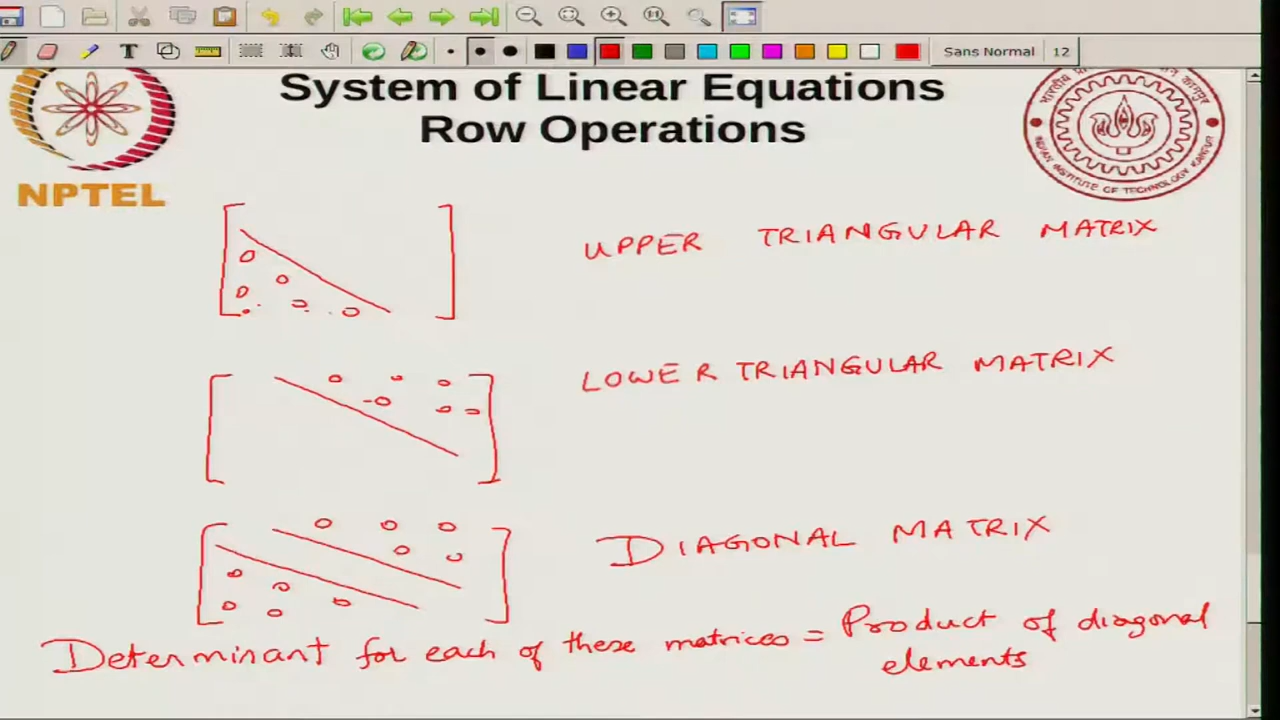 Sans Normal 12
System of Linear Equations
Row Operations
NPTEL
UPPER TRIANGULAR MATRIX
LOWER TRIANGULAR MATRIX
DIAGONAL MATRIX
Determinant for each of these matrices = Product of diagonal
elements